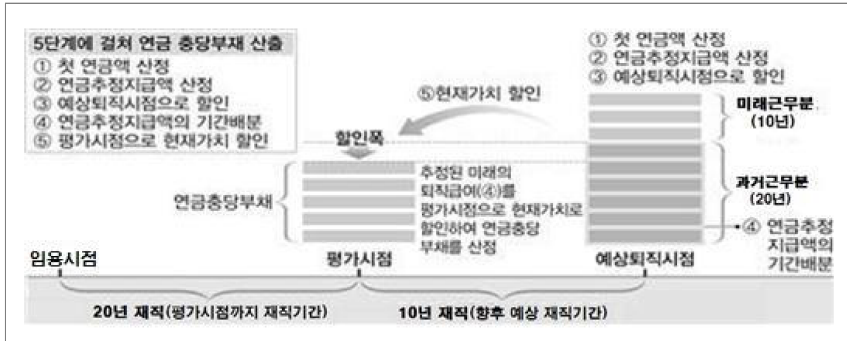 5단계에 걸쳐 연금 충당부채 산출
① 첫 연금액 산정
② 연금추정지급액 산정
③ 예상퇴직시점으로 할인
④ 연금추정지급액의 기간배분
⑤ 평가시점으로 현재가치 할인
① 첫 연금액 산정
② 연금추정지급액 산정
③ 예상퇴직시점으로 할인
⑤현재가치 할인
미래근무분
(10년)
할인폭
연금충당부채
추정된 미래의
퇴직급여(④)를
평가시점으로 현재가치로
할인하여 연금충당
부채를 산정
과거근무분
(20년)
④ 연금추정
지급액의
기간배분
임용시점
평가시점
예상퇴직시점
20년 재직(평가시점까지 재직기간)
10년 재직(향후 예상 재직기간)